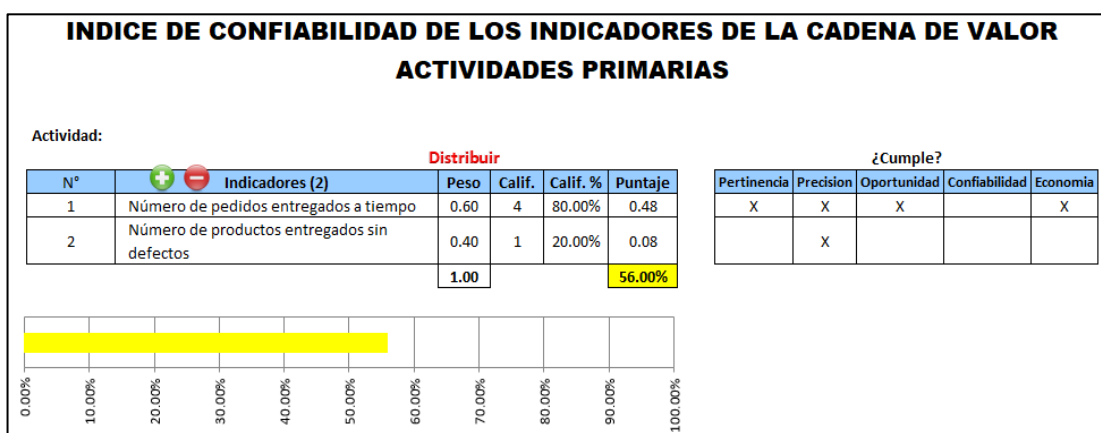 INDICE DE CONFIABILIDAD DE LOS INDICADORES DE LA CADENA DE VALOR
ACTIVIDADES PRIMARIAS
Actividad:
Distribuir
¿Cumple?
N° Indicadores (2) Peso Calif. Calif. % Puntaje Pertinencia Precision Oportunidad Confiabilidad Economia
1 Número de pedidos entregados a tiempo 0.60 4 80.00% 0.48 X X X X
2 Número de productos entregados sin
defectos 0.40 1 20.00% 0.08 X
1.00 56.00%
0.00% 10.00% 20.00% 30.00% 40.00% 50.00% 60.00% 70.00% 80.00% 90.00% 100.00%